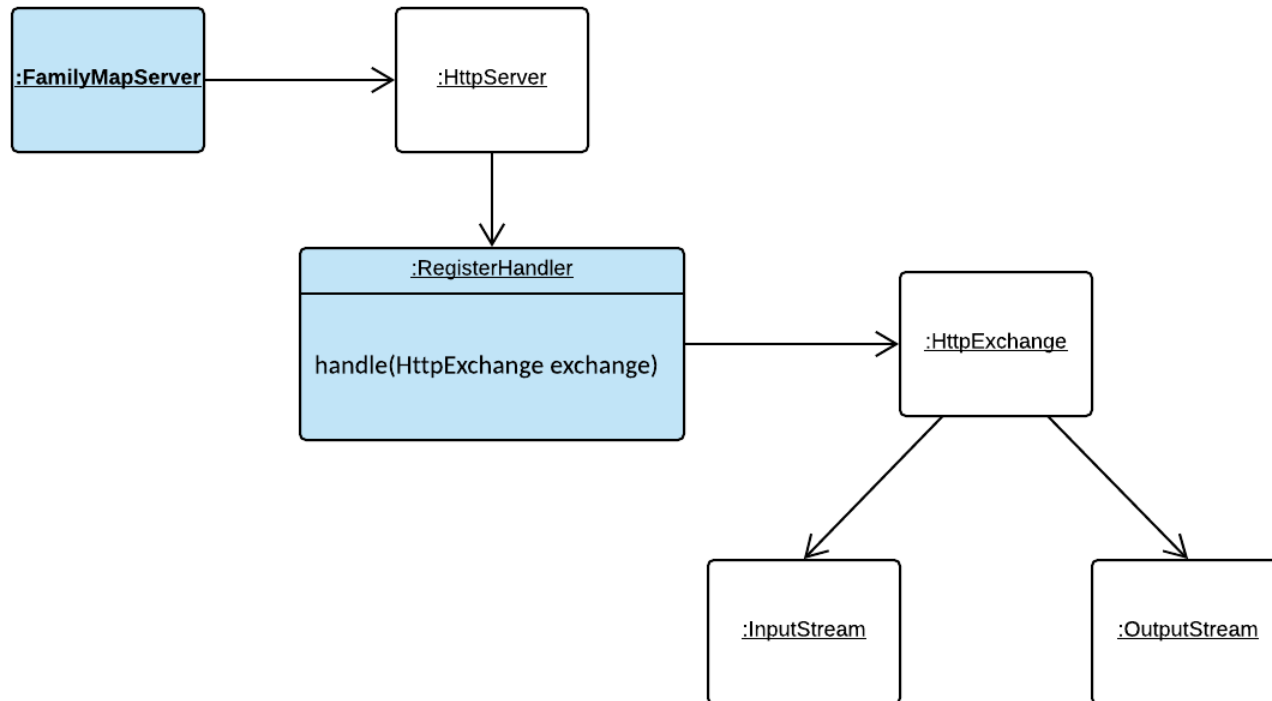 :FamilyMapServer
:HttpServer
:RegisterHandler
handle(HttpExchange exchange)
:HttpExchange
:InputStream
:OutputStream